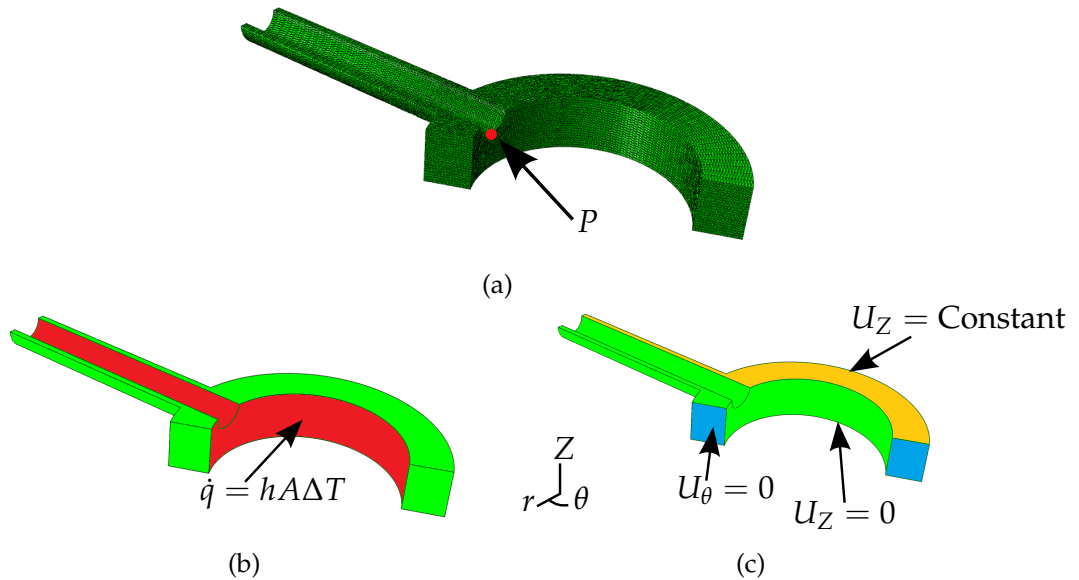 P
(a)
U_Z = Constant
q̇ = hAΔT
Z
r
θ
U_θ = 0
U_Z = 0
(b)
(c)